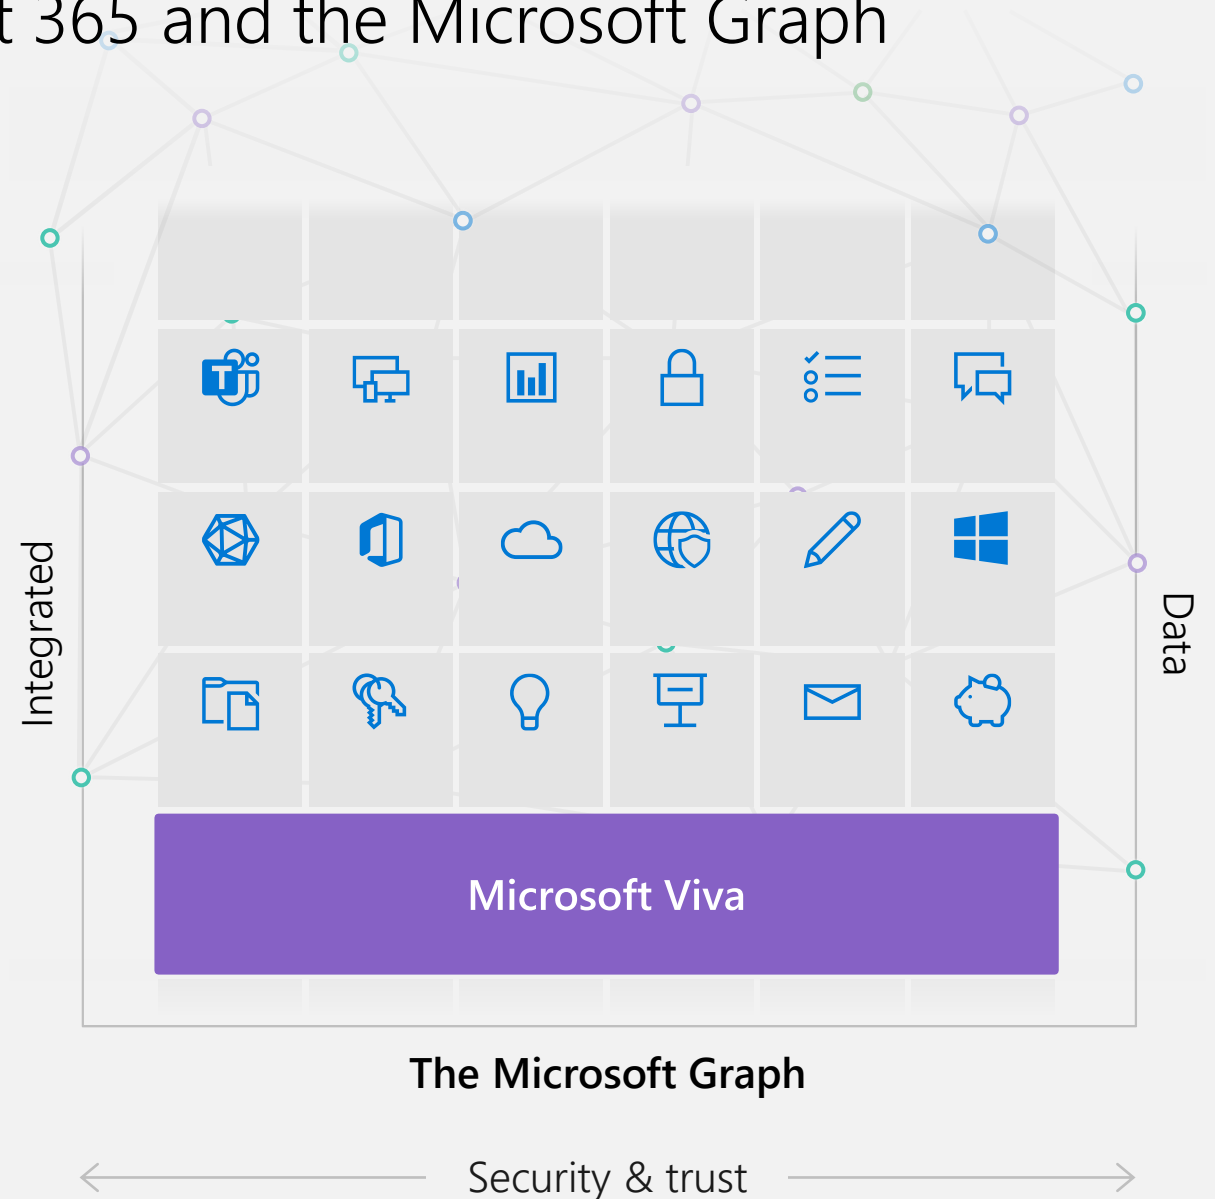 t 365 and the Microsoft Graph
Integrated
Data
Microsoft Viva
The Microsoft Graph
Security & trust